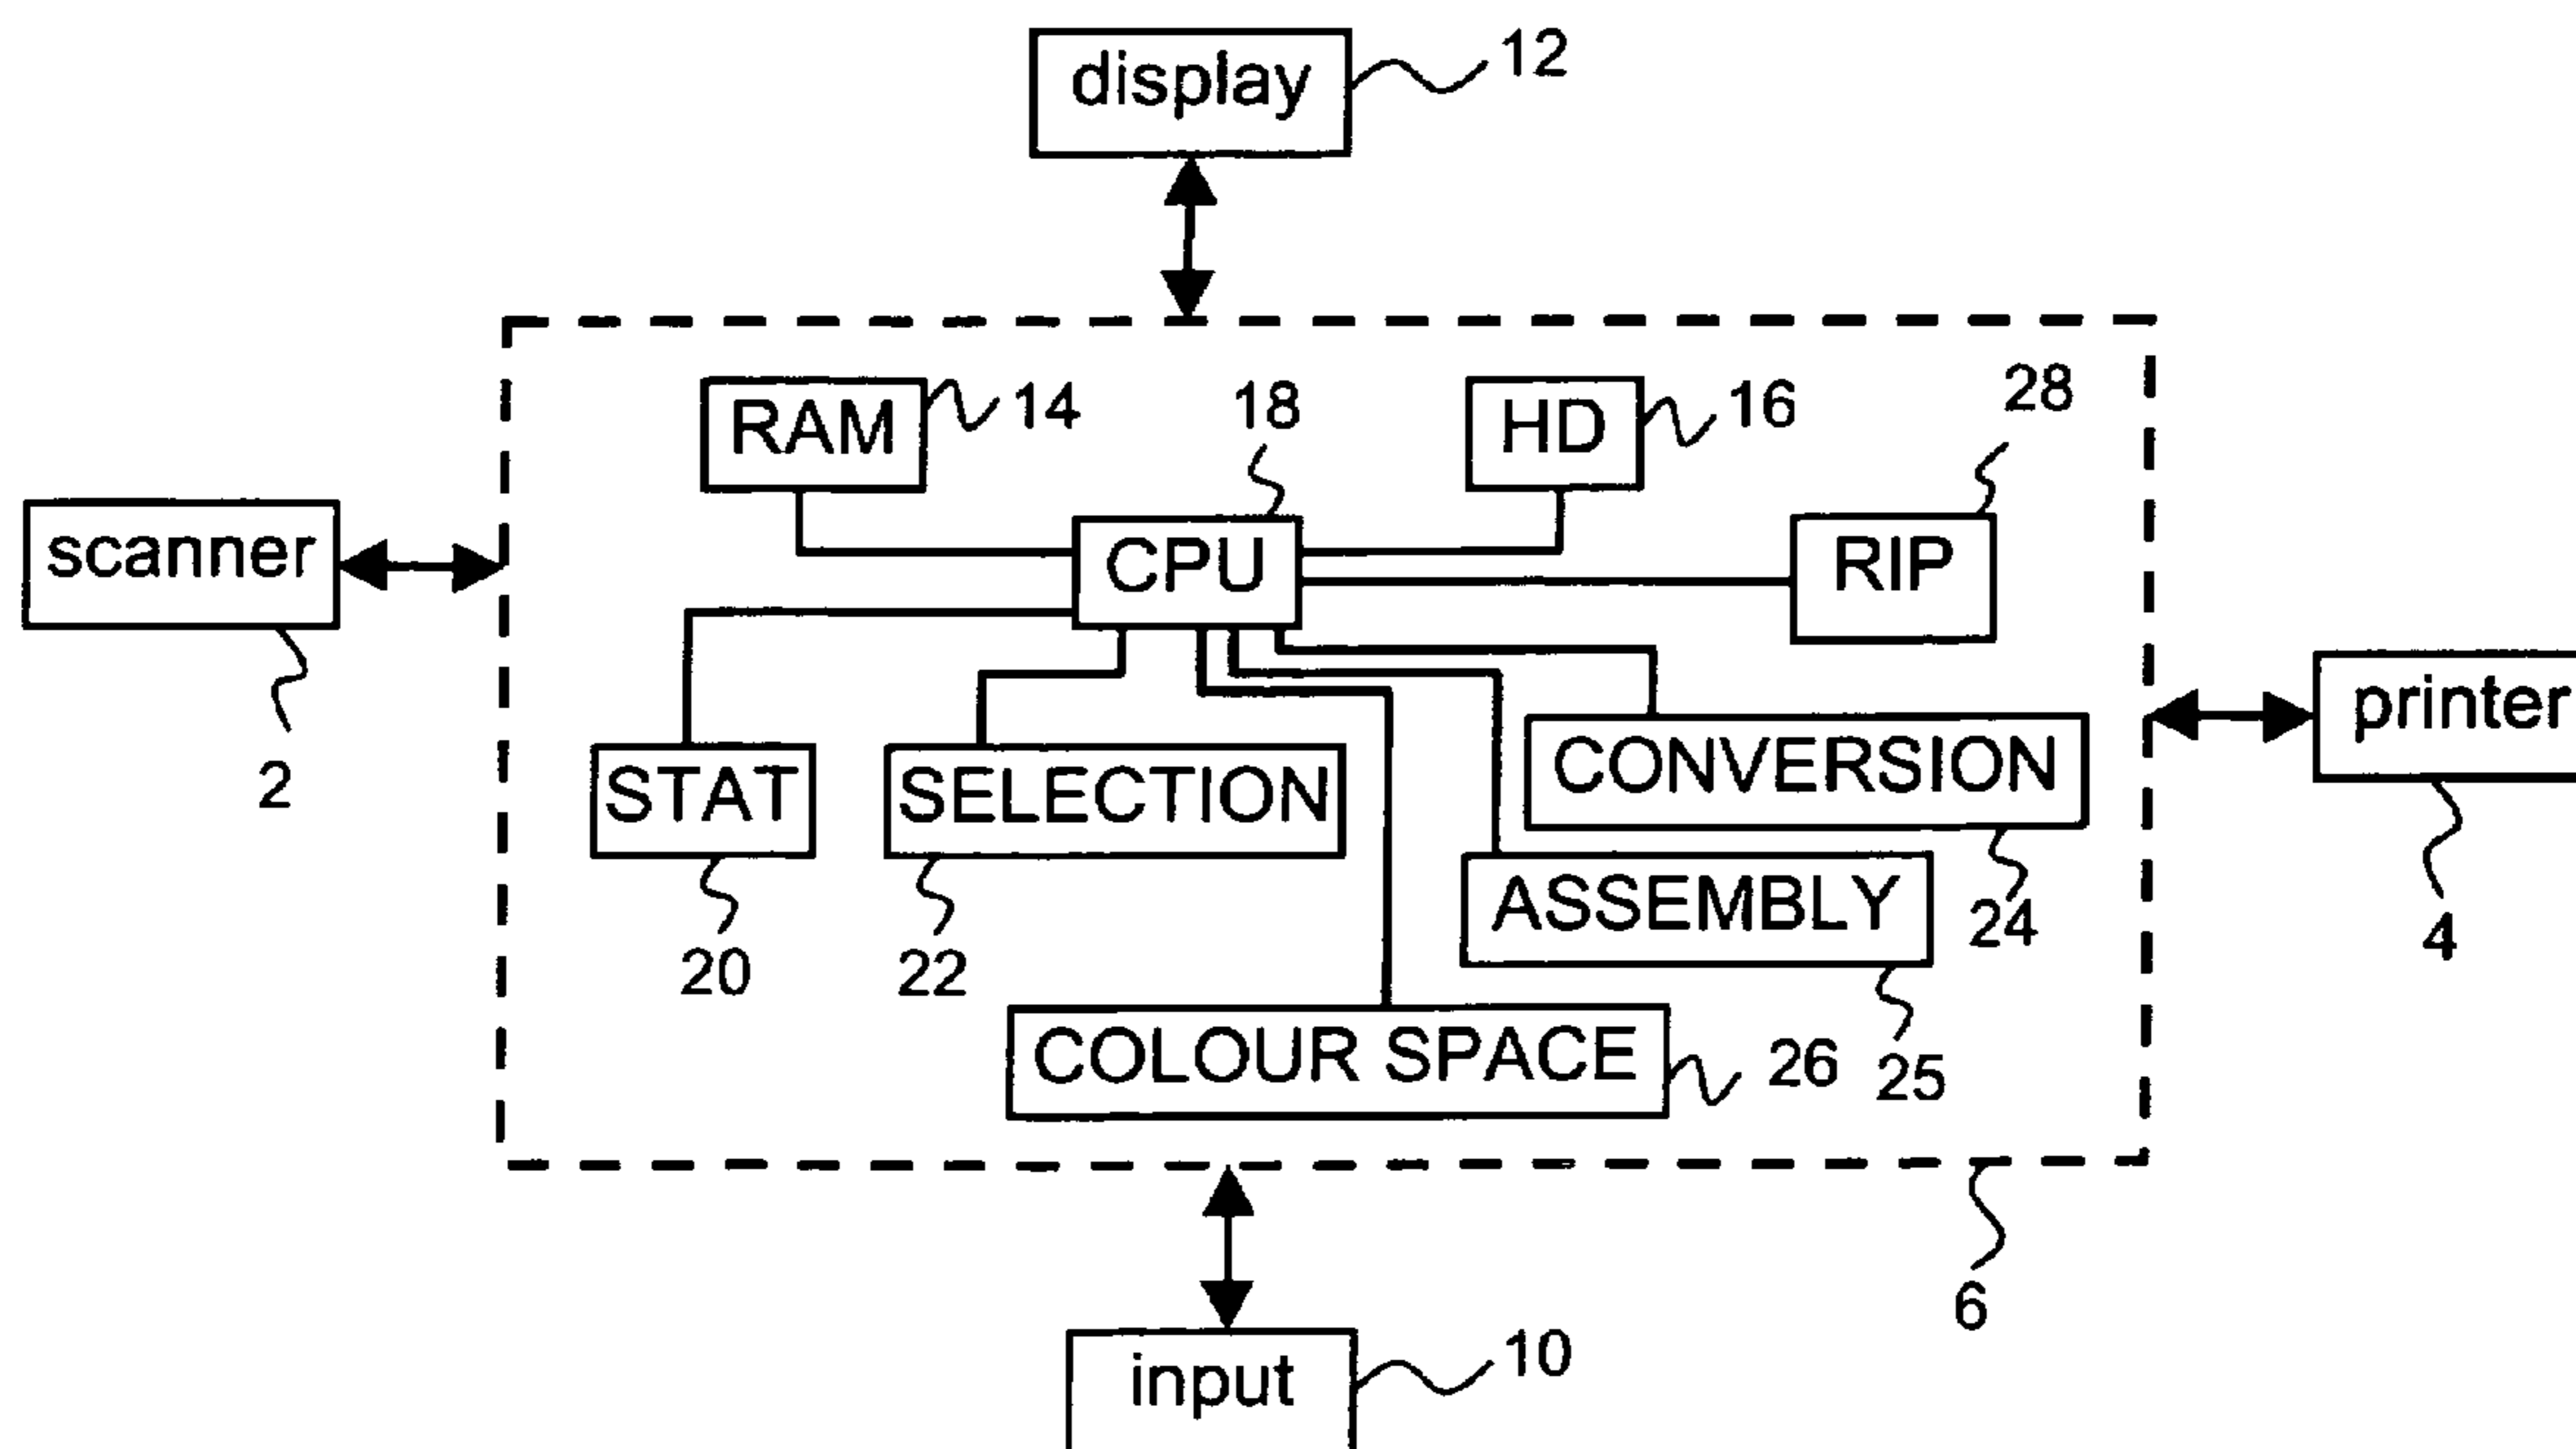 display
12
RAM
14
18
HD
16
28
scanner
CPU
RIP
2
printer
4
STAT
SELECTION
CONVERSION
20
22
ASSEMBLY
24
COLOUR SPACE
26
25
6
input
10